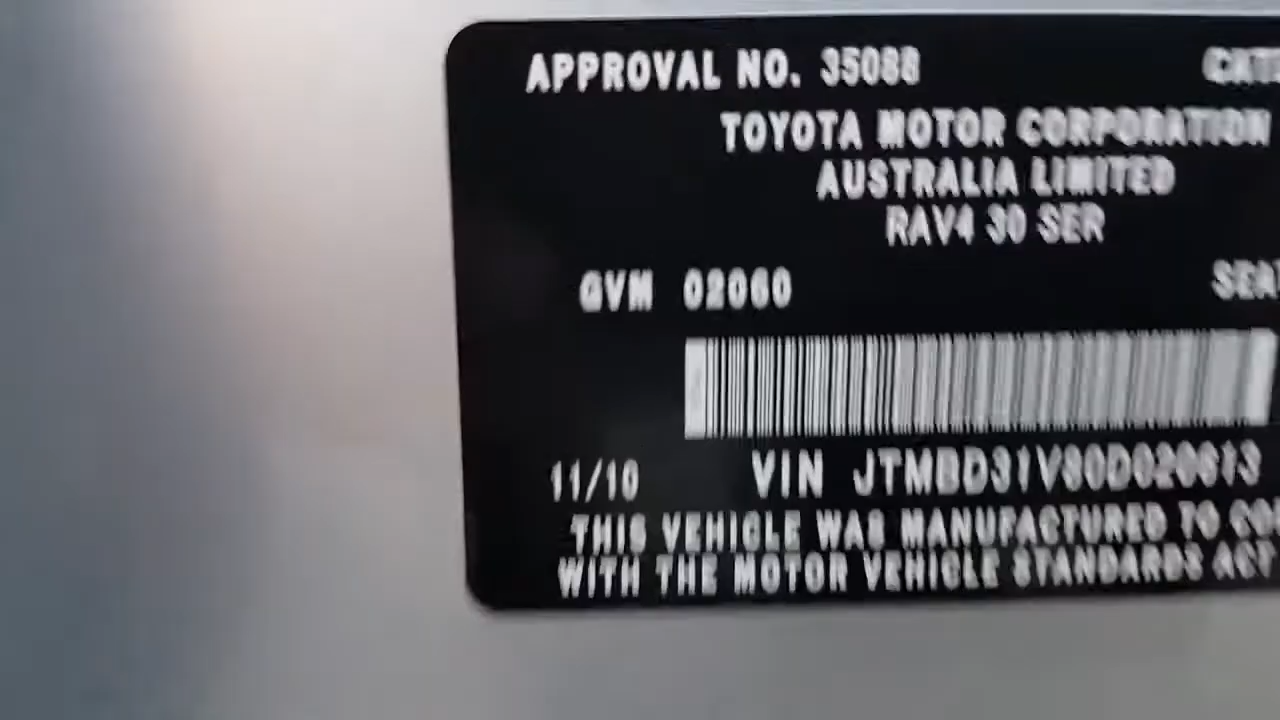 APPROVAL NO. 35088
TOYOTA MOTOR CORPORATION
AUSTRALIA LIMITED
RAV4 30 SER
GVM 02060
11/10 VIN
THIS VEHICLE WAS MANUFACTURED TO
WITH THE MOTOR VEHICLE STANDARDS ACT